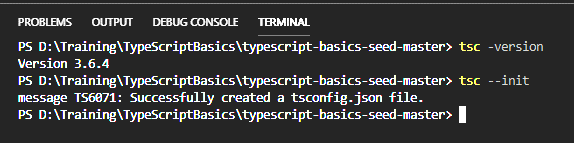 PROBLEMS OUTPUT DEBUG CONSOLE TERMINAL
PS D:\Training\TypeScriptBasics\typescript-basics-seed-master> tsc -version
Version 3.6.4
PS D:\Training\TypeScriptBasics\typescript-basics-seed-master> tsc --init
message TS6071: Successfully created a tsconfig.json file.
PS D:\Training\TypeScriptBasics\typescript-basics-seed-master>